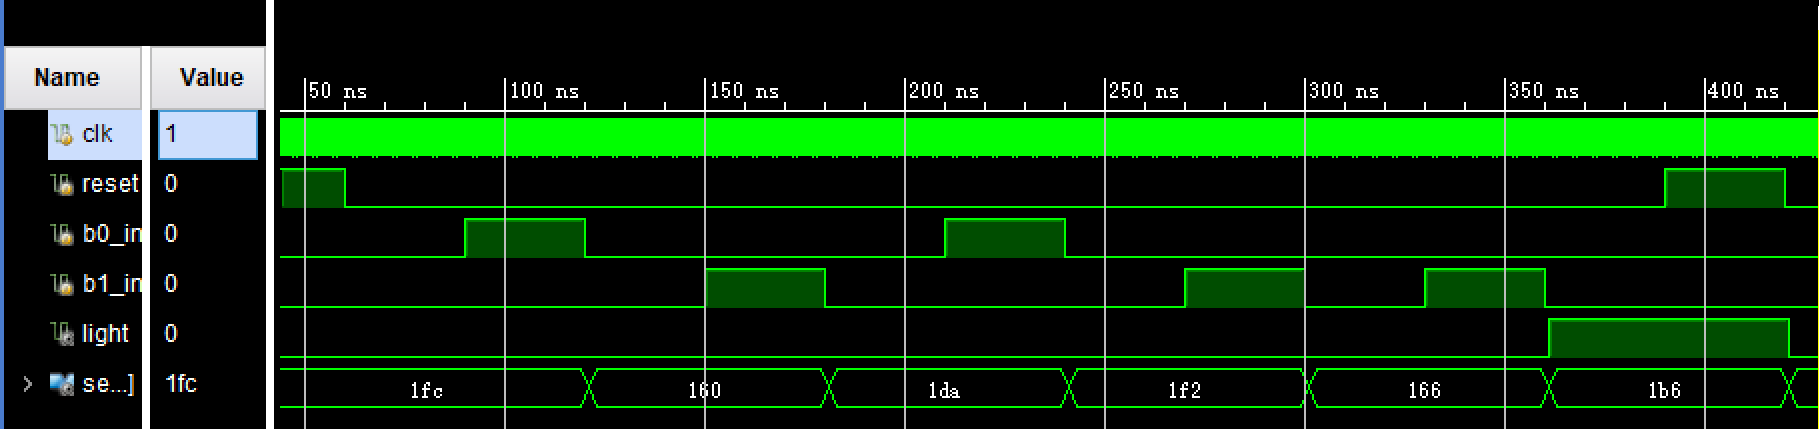 Name Value
50 ns 100 ns 150 ns 200 ns 250 ns 300 ns 350 ns 400 ns
clk 1
reset 0
b0_in 0
b1_in 0
light 0
se...] 1fc 1fc 160 1da 1f2 166 1b6